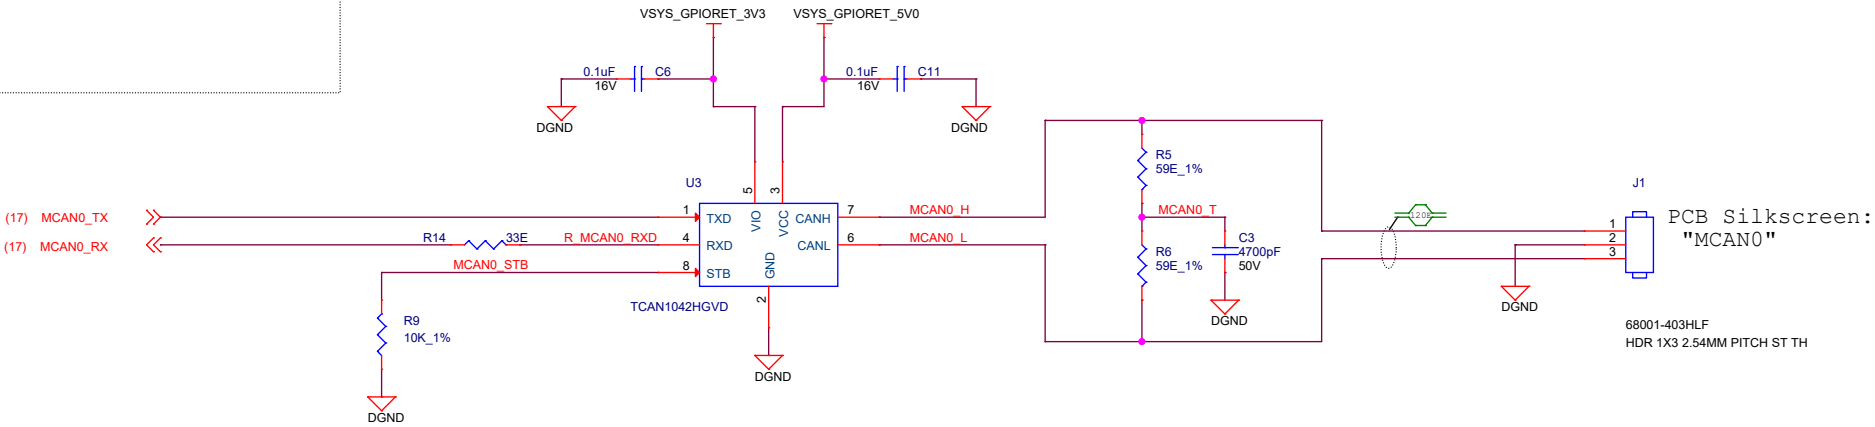 VSYS_GPIORET_3V3
VSYS_GPIORET_5V0
0.1uF
C6
16V
DGND
0.1uF
C11
16V
DGND
U3
5
3
(17) MCAN0_TX
1
TXD
VIO
VCC
CANH
7
MCAN0_H
(17) MCAN0_RX
R14
33E
R_MCAN0_RXD
4
RXD
CANL
6
MCAN0_L
MCAN0_STB
8
STB
GND
2
TCAN1042HGVD
DGND
R9
10K_1%
DGND
R5
59E_1%
MCAN0_T
R6
59E_1%
C3
4700pF
50V
DGND
J1
1
2
3
DGND
PCB Silkscreen:
"MCAN0"
68001-403HLF
HDR 1X3 2.54MM PITCH ST TH